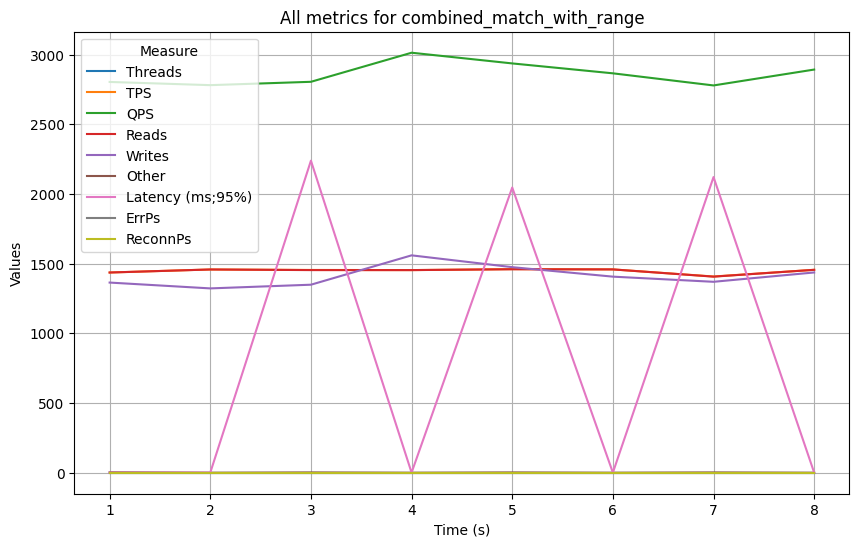 All metrics for combined_match_with_range
Measure
Threads
TPS
QPS
Reads
Writes
Other
Latency (ms;95%)
ErrPs
ReconnPs
Values
3000
2500
2000
1500
1000
500
0
1 2 3 4 5 6 7 8
Time (s)